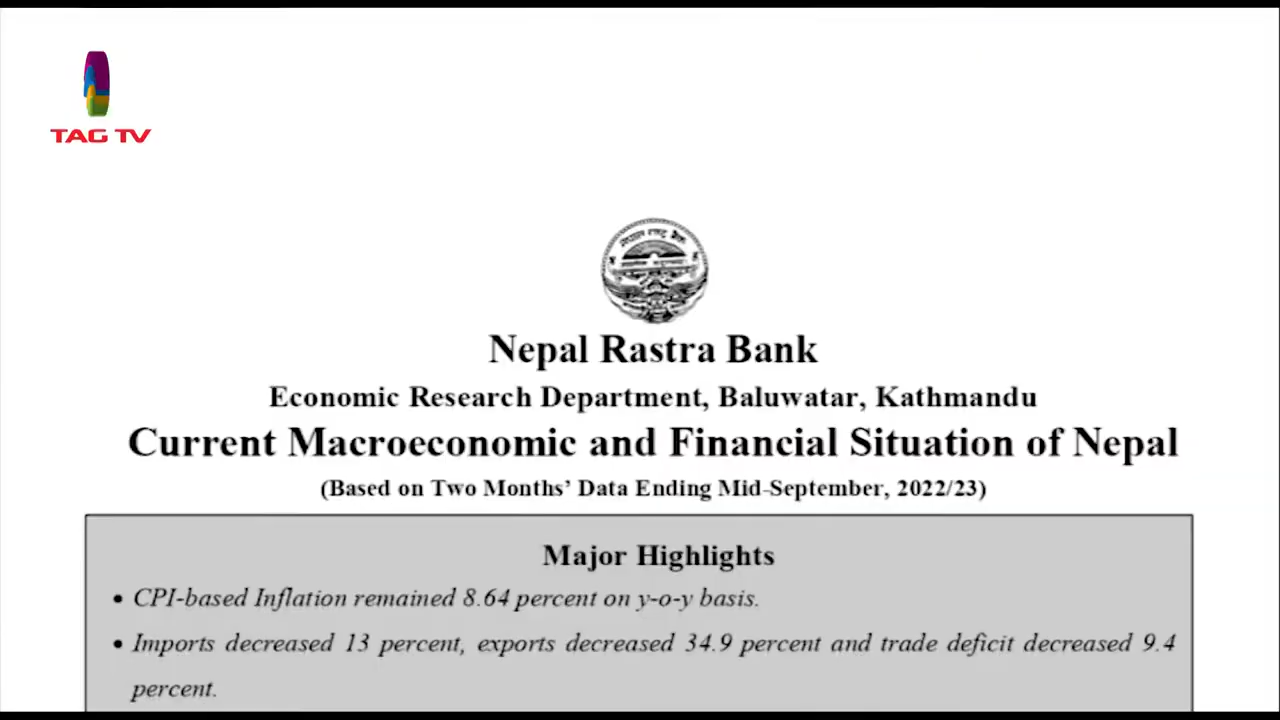 TAG TV
Nepal Rastra Bank
Economic Research Department, Baluwatar, Kathmandu
Current Macroeconomic and Financial Situation of Nepal
(Based on Two Months’ Data Ending Mid-September, 2022/23)
Major Highlights
• CPI-based Inflation remained 8.64 percent on y-o-y basis.
• Imports decreased 13 percent, exports decreased 34.9 percent and trade deficit decreased 9.4
percent.